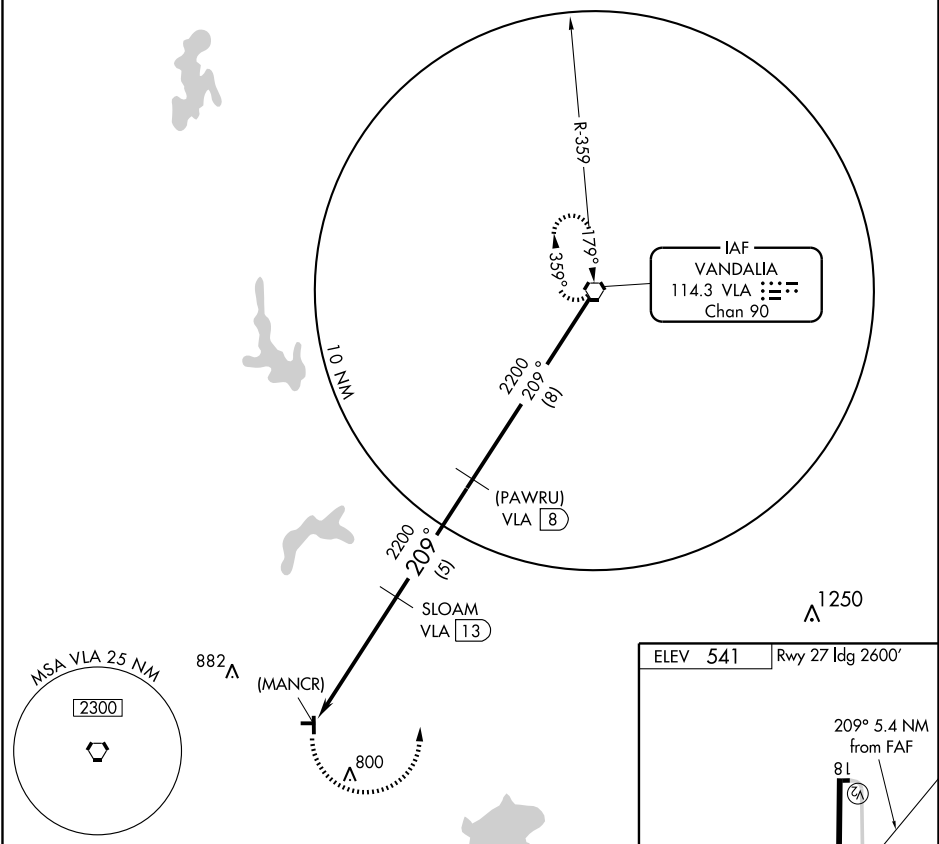 R-359
179°
359°
IAF
VANDALIA
114.3 VLA
Chan 90
10 NM
2200
209°
(8)
(PAWRU)
VLA 8
2200
209°
(5)
SLOAM
VLA 13
1250
MSA VLA 25 NM
2300
882
(MANCR)
800
ELEV 541
Rwy 27 ldg 2600'
209° 5.4 NM
from FAF
18
V2